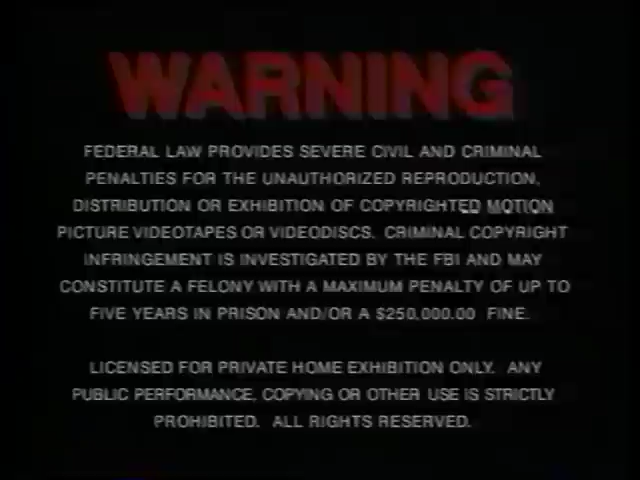 WARNING
FEDERAL LAW PROVIDES SEVERE CIVIL AND CRIMINAL
PENALTIES FOR THE UNAUTHORIZED REPRODUCTION,
DISTRIBUTION OR EXHIBITION OF COPYRIGHTED MOTION
PICTURE VIDEOTAPES OR VIDEODISCS. CRIMINAL COPYRIGHT
INFRINGEMENT IS INVESTIGATED BY THE FBI AND MAY
CONSTITUTE A FELONY WITH A MAXIMUM PENALTY OF UP TO
FIVE YEARS IN PRISON AND/OR A $250,000.00 FINE.
LICENSED FOR PRIVATE HOME EXHIBITION ONLY. ANY
PUBLIC PERFORMANCE, COPYING OR OTHER USE IS STRICTLY
PROHIBITED. ALL RIGHTS RESERVED.